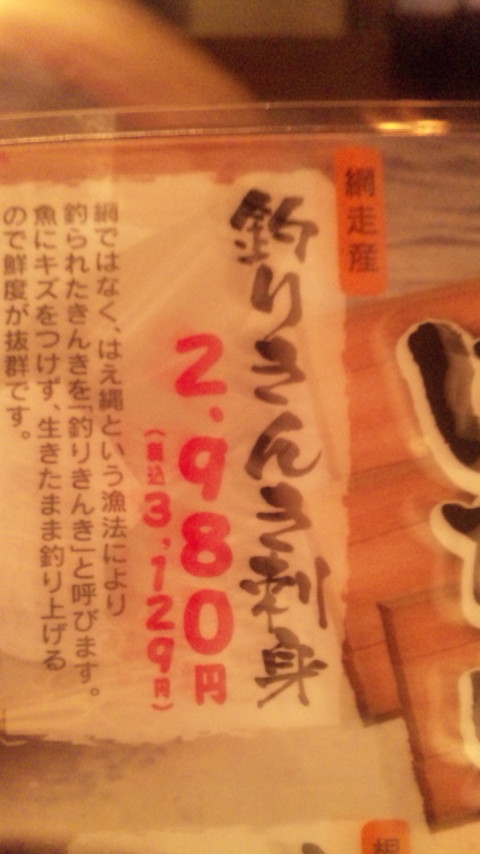 網走産
釣りきんき刺身
2,980円
(税込3,129円)
網ではなく、はえ縄という漁法により
釣られたきんきを「釣りきんき」と呼びます。
魚にキズをつけず、生きたまま釣り上げる
ので鮮度が抜群です。